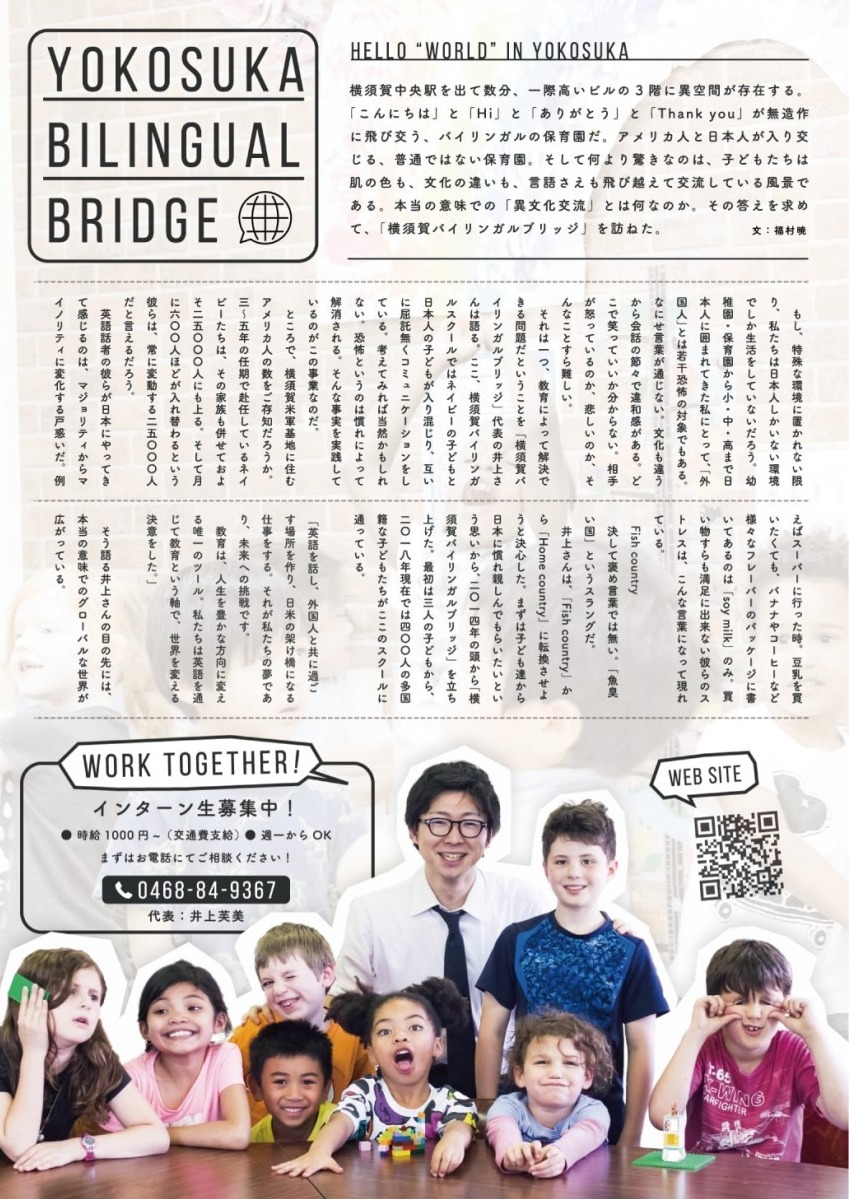 YOKOSUKA
BILINGUAL
BRIDGE
HELLO “WORLD” IN YOKOSUKA
横須賀中央駅を出て数分、一際高いビルの3階に異空間が存在する。
「こんにちは」と「Hi」と「ありがとう」と「Thank you」が無造作
に飛び交う、バイリンガルの保育園だ。アメリカ人と日本人が入り交
じる、普通ではない保育園。そして何より驚きなのは、子どもたちは
肌の色も、文化の違いも、言語さえも飛び越えて交流している風景で
ある。本当の意味での「異文化交流」とは何なのか。その答えを求め
て、「横須賀バイリンガルブリッジ」を訪ねた。
文：福村暁
もし、特殊な環境に置かれない限
り、私たちは日本人しかいない環境
でしか生活をしていないだろう。幼
稚園・保育園から小・中・高まで日
本人に囲まれてきた私にとって、「外
国人」とは若干恐怖の対象でもある。
なにせ言葉が通じない。文化も違う
から会話の節々で違和感がある。ど
こで笑っていいか分からない。相手
が怒っているのか、悲しいのか、そ
んなことすら難しい。
それは一つ、教育によって解決で
きる問題だということを「横須賀バ
イリンガルブリッジ」代表の井上さ
んは語る。ここ、横須賀バイリンガ
ルスクールではネイビーの子どもと
日本人の子どもが入り混じり、互い
に屈託無くコミュニケーションをし
ている。考えてみれば当然かもしれ
ない。恐怖というのは慣れによって
解消される。そんな事実を実践して
いるのがこの事業なのだ。
ところで、横須賀米軍基地に住む
アメリカ人の数をご存知だろうか。
三〜五年の任期で赴任しているネイ
ビーたちは、その家族も併せておよ
そ二五〇〇〇人にも上る。そして月
に六〇〇人ほどが入れ替わるという
彼らは、常に変動する二五〇〇〇人
だと言えるだろう。
英語話者の彼らが日本にやってき
て感じるのは、マジョリティからマ
イノリティに変化する戸惑いだ。例
えばスーパーに行った時。豆乳を買
いたくても、バナナやコーヒーなど
様々なフレーバーのパッケージに書
いてあるのは「soy milk」のみ。買
い物すらも満足に出来ない彼らのス
トレスは、こんな言葉になって現れ
ている。
Fish country
決して褒め言葉では無い。「魚臭
い国」というスラングだ。
井上さんは、「Fish country」か
ら「Home country」に転換させよ
うと決心した。まずは子ども達から
日本に慣れ親しんでもらいたいとい
う思いから、二〇一四年の頭から「横
須賀バイリンガルブリッジ」を立ち
上げた。最初は三人の子どもから、
二〇一八年現在では四〇〇人の多国
籍な子どもたちがここのスクールに
通っている。
「英語を話し、外国人と共に過ご
す場所を作り、日米の架け橋になる
仕事をする。それが私たちの夢であ
り、未来への挑戦です。
教育は、人生を豊かな方向に変え
る唯一のツール。私たちは英語を通
じて教育という軸で、世界を変える
決意をした。」
そう語る井上さんの目の先には、
本当の意味でのグローバルな世界が
広がっている。
WORK TOGETHER!
インターン生募集中！
●時給1000円~（交通費支給）●週一からOK
まずはお電話にてご相談ください！
0468-84-9367
代表：井上芙美
WEB SITE
T-65
X-WING
STARFIGHTER